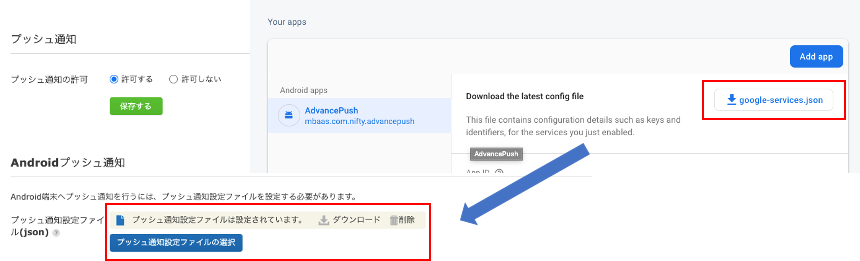 プッシュ通知
プッシュ通知の許可
許可する
許可しない
保存する
Androidプッシュ通知
Android端末へプッシュ通知を行うには、プッシュ通知設定ファイルを設定する必要があります。
プッシュ通知設定ファイ
ル(json) ?
プッシュ通知設定ファイルは設定されています。
ダウンロード
削除
プッシュ通知設定ファイルの選択
Your apps
Add app
Android apps
AdvancePush
mbaas.com.nifty.advancepush
Download the latest config file
This file contains configuration details such as keys and
identifiers, for the services you just enabled.
google-services.json
AdvancePush
App ID